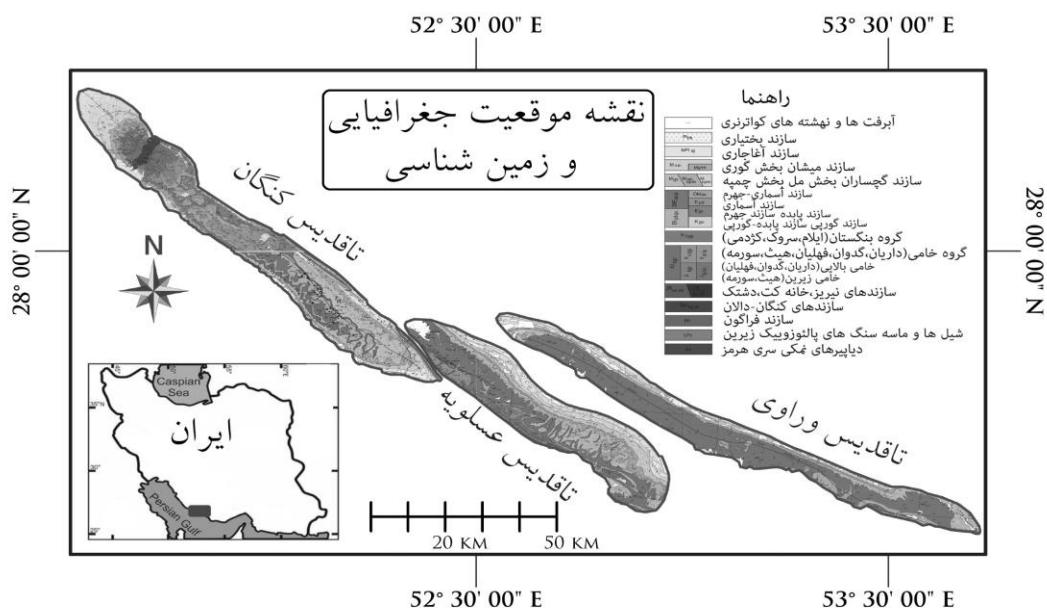 52° 30' 00" E
53° 30' 00" E
نقشه موقعیت جغرافیایی
و زمین شناسی
راهنما
آبرفت ها و نهشته های کواترنری
سازند بختیاری
سازند آغاجاری
سازند میشان بخش گوری
سازند گچساران بخش مل بخش چمپه
سازند آسماری-جهرم
سازند آسماری
سازند پابده سازند جهرم
سازند گورپی سازند پابده-گورپی
گروه بنگستان(ایلام،سروک،کژدمی)
گروه خامی(داریان،گدوان،فهلیان،هیث،سورمه)
خامی بالایی(داریان،گدوان،فهلیان)
خامی زیرین(هیث،سورمه)
سازندهای نیریز،خانه کت،دشتک
سازندهای کنگان-دالان
سازند فراگون
شیل ها و ماسه سنگ های پالئوزوییک زیرین
دیاپیرهای نمکی سری هرمز
تاقدیس کنگان
28° 00' 00" N
28° 00' 00" N
N
تاقدیس عسلویه
تاقدیس وراوی
Caspian
Sea
ایران
Persian Gulf
20 KM
50 KM
52° 30' 00" E
53° 30' 00" E